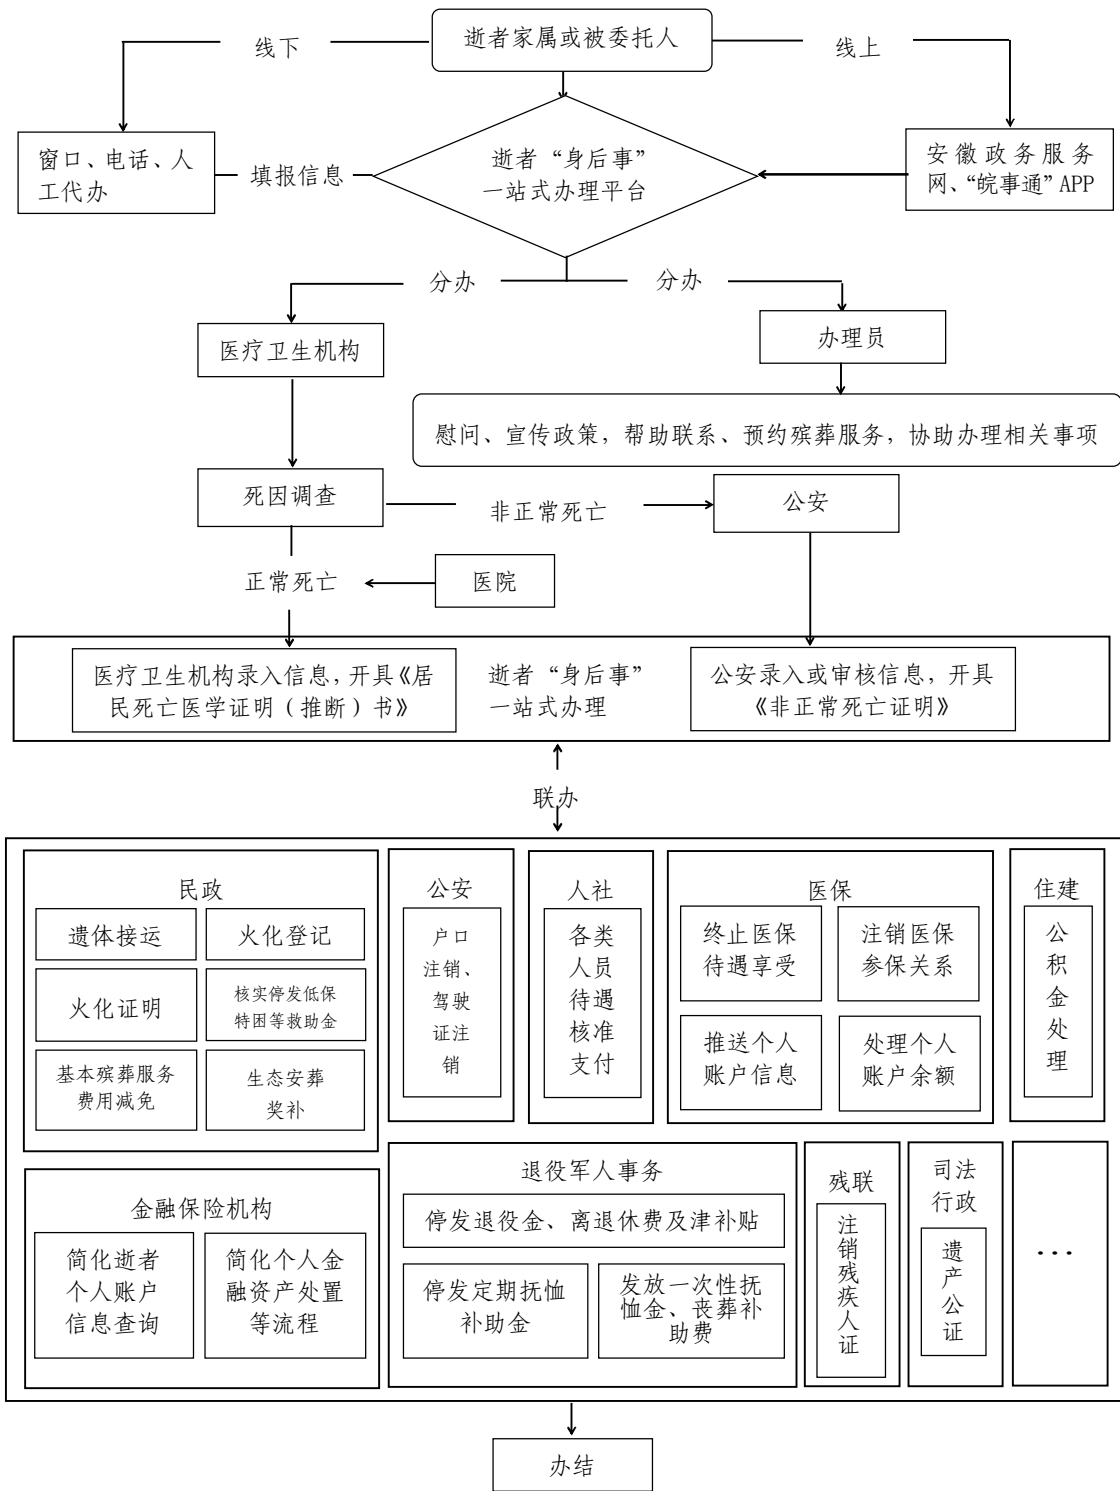 逝者家属或被委托人
线下
线上
窗口、电话、人
工代办
填报信息
逝者“身后事”
一站式办理平台
安徽政务服务
网、“皖事通”APP
分办
分办
医疗卫生机构
办理员
慰问、宣传政策，帮助联系、预约殡葬服务，协助办理相关事项
死因调查
非正常死亡
公安
正常死亡
医院
医疗卫生机构录入信息，开具《居
民死亡医学证明（推断）书》
逝者“身后事”
一站式办理
公安录入或审核信息，开具
《非正常死亡证明》
联办
民政
遗体接运
火化登记
火化证明
核实停发低保
特困等救助金
基本殡葬服务
费用减免
生态安葬
奖补
公安
户口
注销、
驾驶
证注
销
人社
各类
人员
待遇
核准
支付
医保
终止医保
待遇享受
注销医保
参保关系
推送个人
账户信息
处理个人
账户余额
住建
公
积
金
处
理
金融保险机构
简化逝者
个人账户
信息查询
简化个人金
融资产处置
等流程
退役军人事务
停发退役金、离退休费及津补贴
停发定期抚恤
补助金
发放一次性抚
恤金、丧葬补
助费
残联
注
销
残
疾
人
证
司法
行政
遗
产
公
证
...
办结